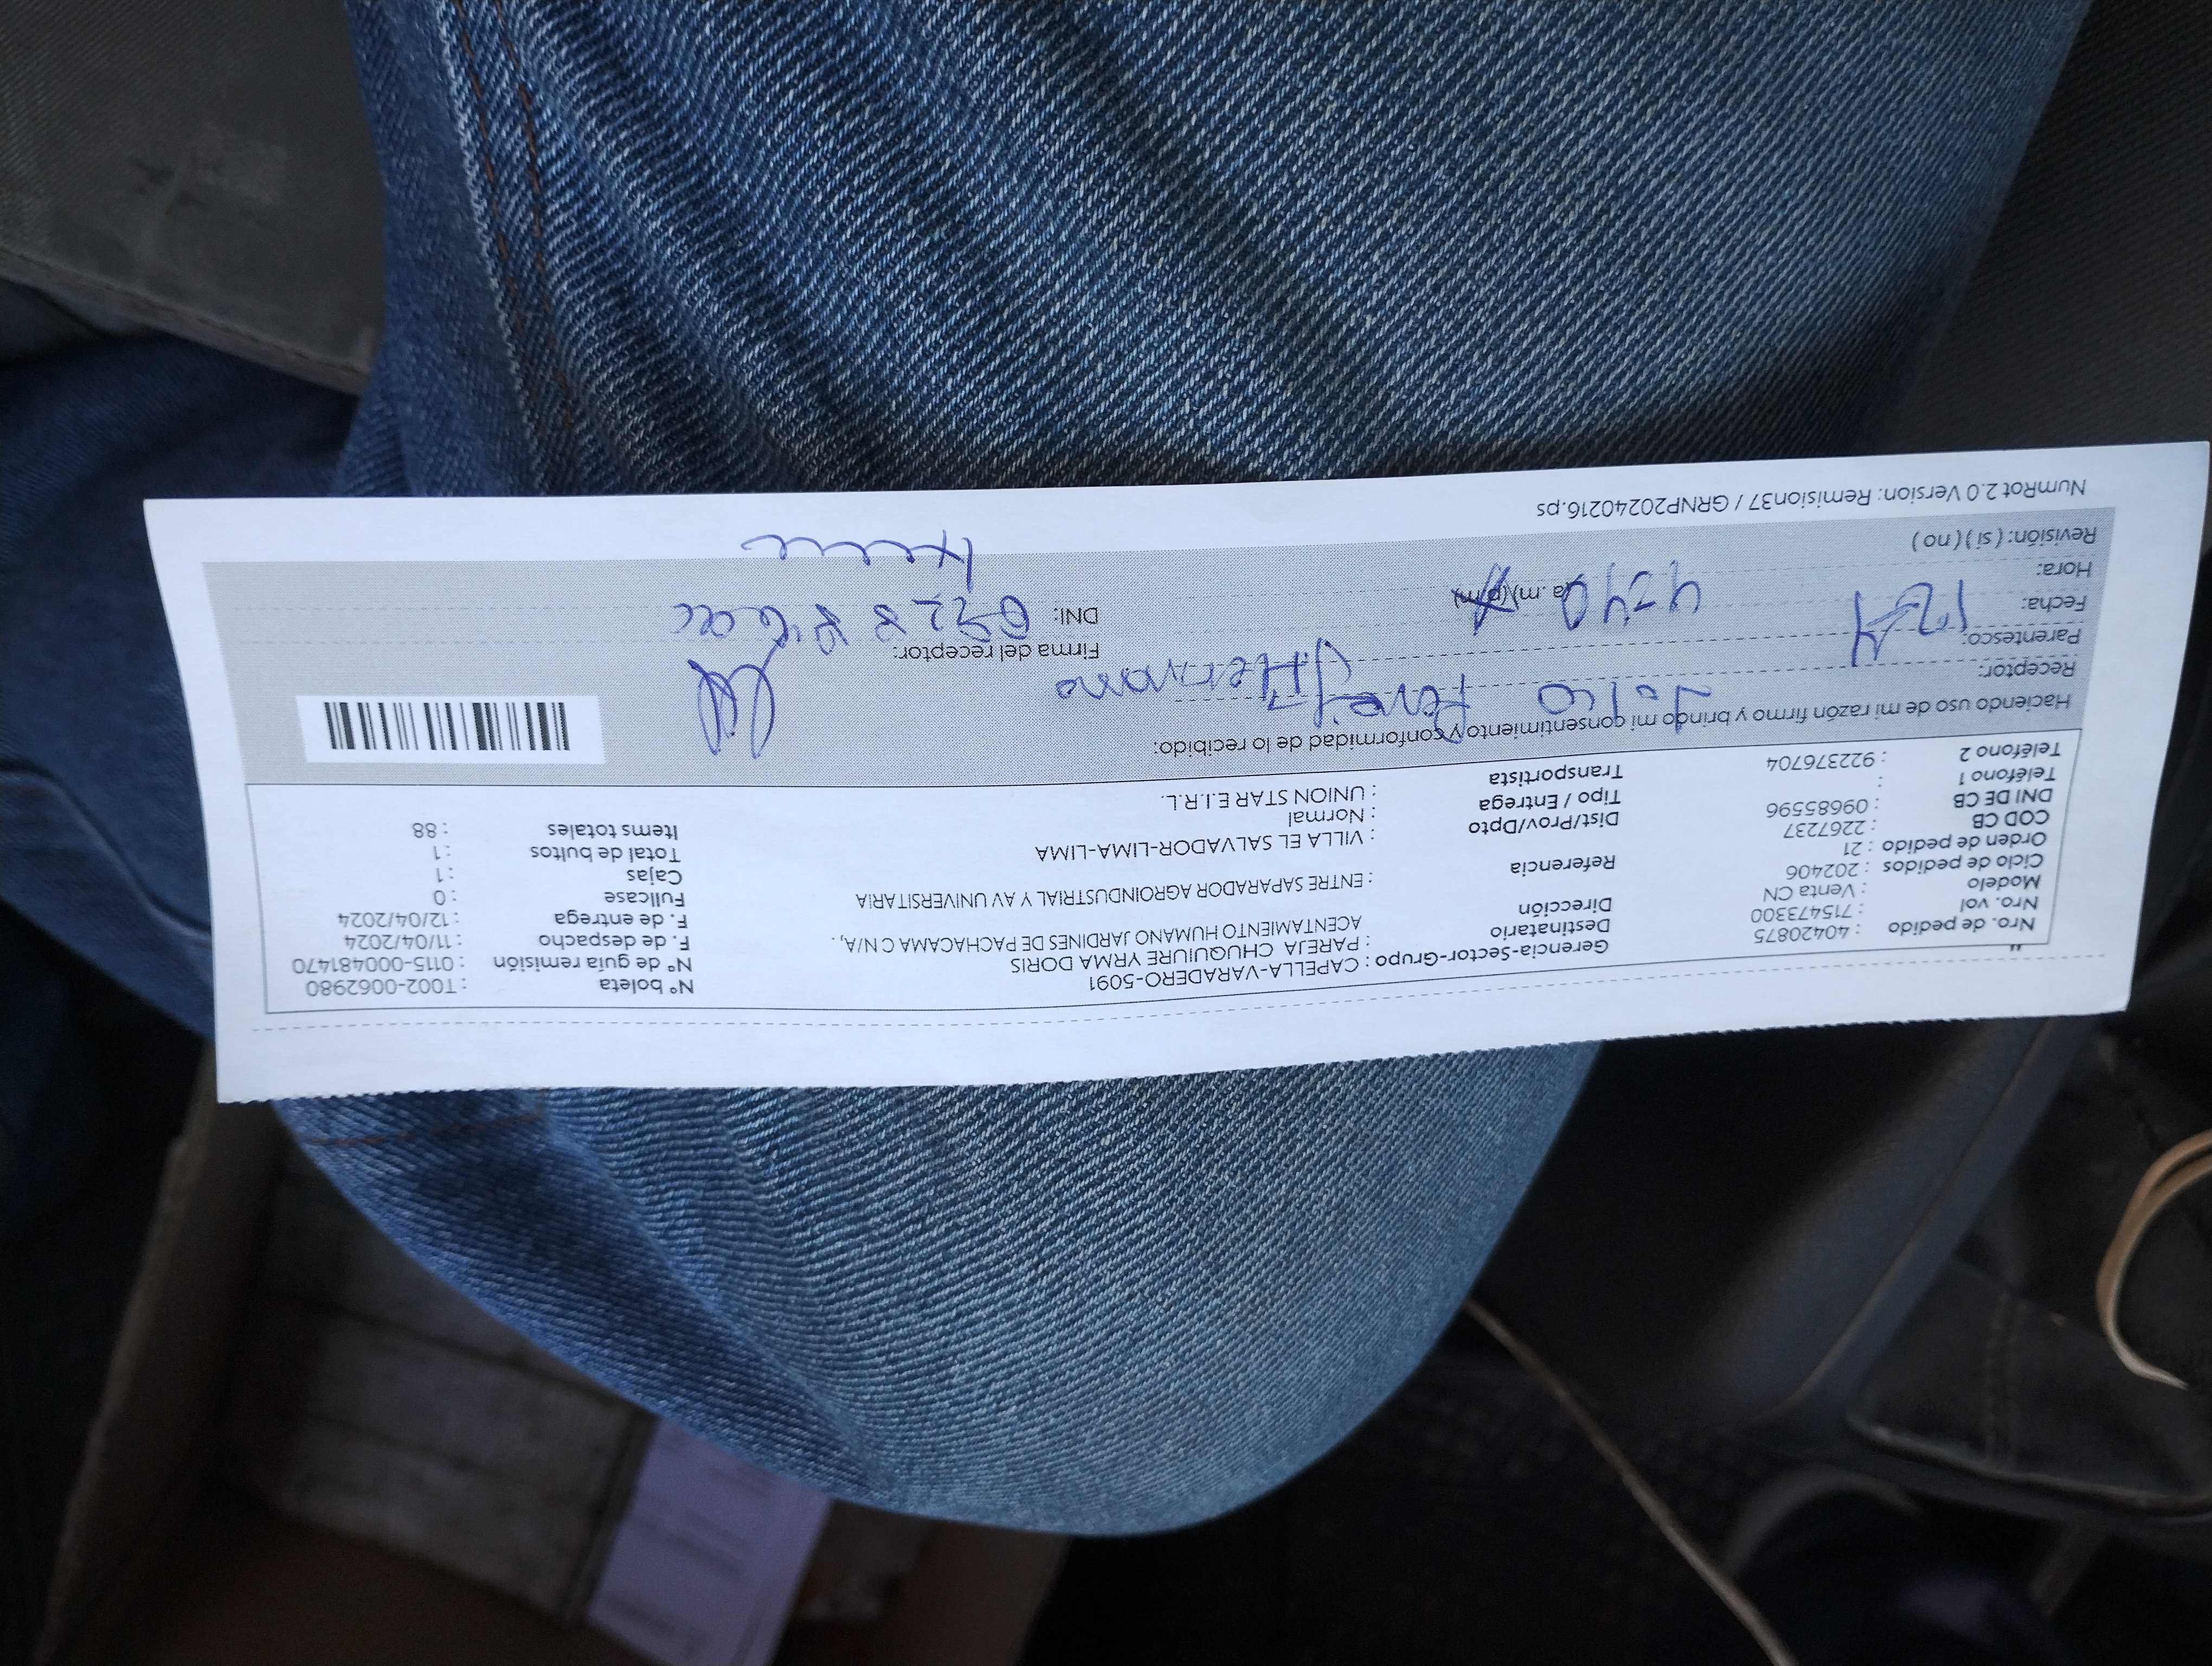 Nro. de pedido : 40420875
Nro. vol : 715473300
Modelo : Venta CN
Ciclo de pedidos : 202406
Orden de pedido : 21
COD CB : 2267237
DNI DE CB : 09685596
Teléfono 1 :
Teléfono 2 : 922376704
Gerencia-Sector-Grupo : CAPELLA-VARADERO-5091
Destinatario : PAREJA CHUQUIURE YRMA DORIS
Dirección ACENTAMIENTO HUMANO JARDINES DE PACHACAMA C N/A, .
Referencia : ENTRE SAPARADOR AGROINDUSTRIAL Y AV UNIVERSITARIA
Dist/Prov/Dpto : VILLA EL SALVADOR-LIMA-LIMA
Tipo / Entrega : Normal
Transportista : UNION STAR E.I.R.L.
Nº boleta : T002-0062980
Nº de guía remisión : 0115-000481470
F. de despacho : 11/04/2024
F. de entrega : 12/04/2024
Fullcase : 0
Cajas : 1
Total de bultos : 1
Items totales : 88
Haciendo uso de mi razón firmo y brindo mi consentimiento y conformidad de lo recibido:
Receptor: Julio
Parentesco: Hermano
Fecha: 12-4
Hora: 4:40 (a .m) (p.m)
Revisión: ( si ) ( no )
Firma del receptor:
DNI:
NumRot 2.0 Version: Remision37 / GRNP20240216.ps